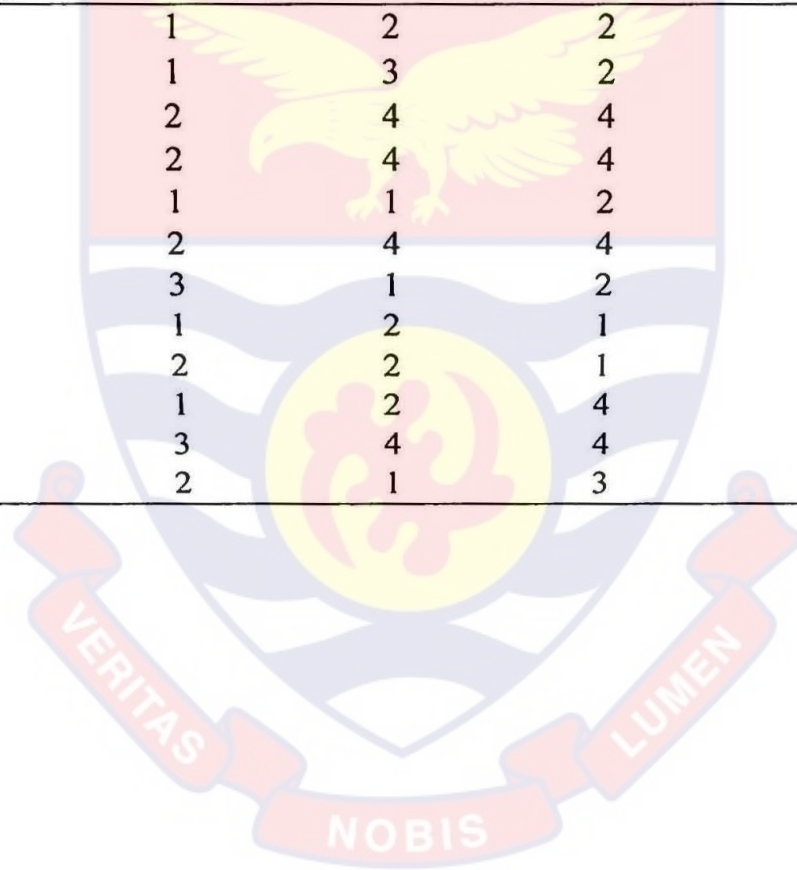 1 2 2
1 3 2
2 4 4
2 4 4
1 1 2
2 4 4
3 1 2
1 2 1
2 2 1
1 2 4
3 4 4
2 1 3
VERITAS
NOBIS
LUMEN